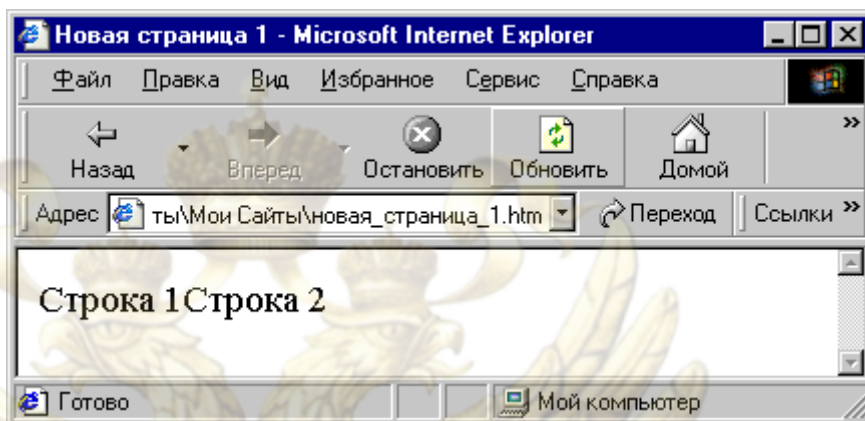 Новая страница 1 - Microsoft Internet Explorer
Файл Правка Вид Избранное Сервис Справка
Назад Вперед Остановить Обновить Домой »
Адрес ты\Мои Сайты\новая_страница_1.htm Переход Ссылки »
Строка 1Строка 2
Готово Мой компьютер